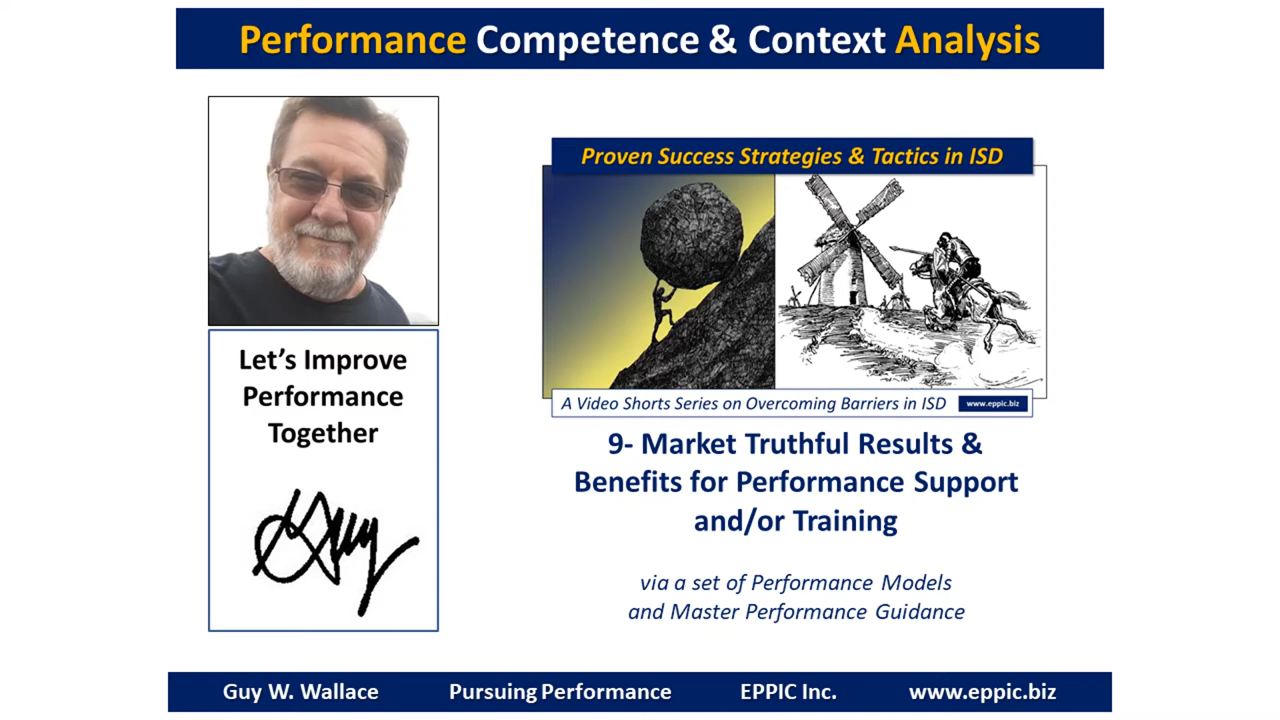 Performance Competence & Context Analysis
Proven Success Strategies & Tactics in ISD
A Video Shorts Series on Overcoming Barriers in ISD www.eppic.biz
Let's Improve
Performance
Together
Guy
9- Market Truthful Results &
Benefits for Performance Support
and/or Training
via a set of Performance Models
and Master Performance Guidance
Guy W. Wallace Pursuing Performance EPPIC Inc. www.eppic.biz